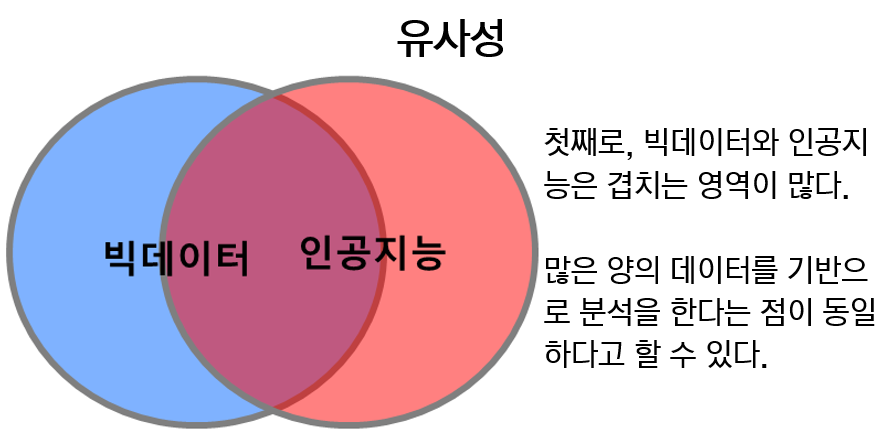 유사성
빅데이터
인공지능
첫째로, 빅데이터와 인공지
능은 겹치는 영역이 많다.
많은 양의 데이터를 기반으
로 분석을 한다는 점이 동일
하다고 할 수 있다.